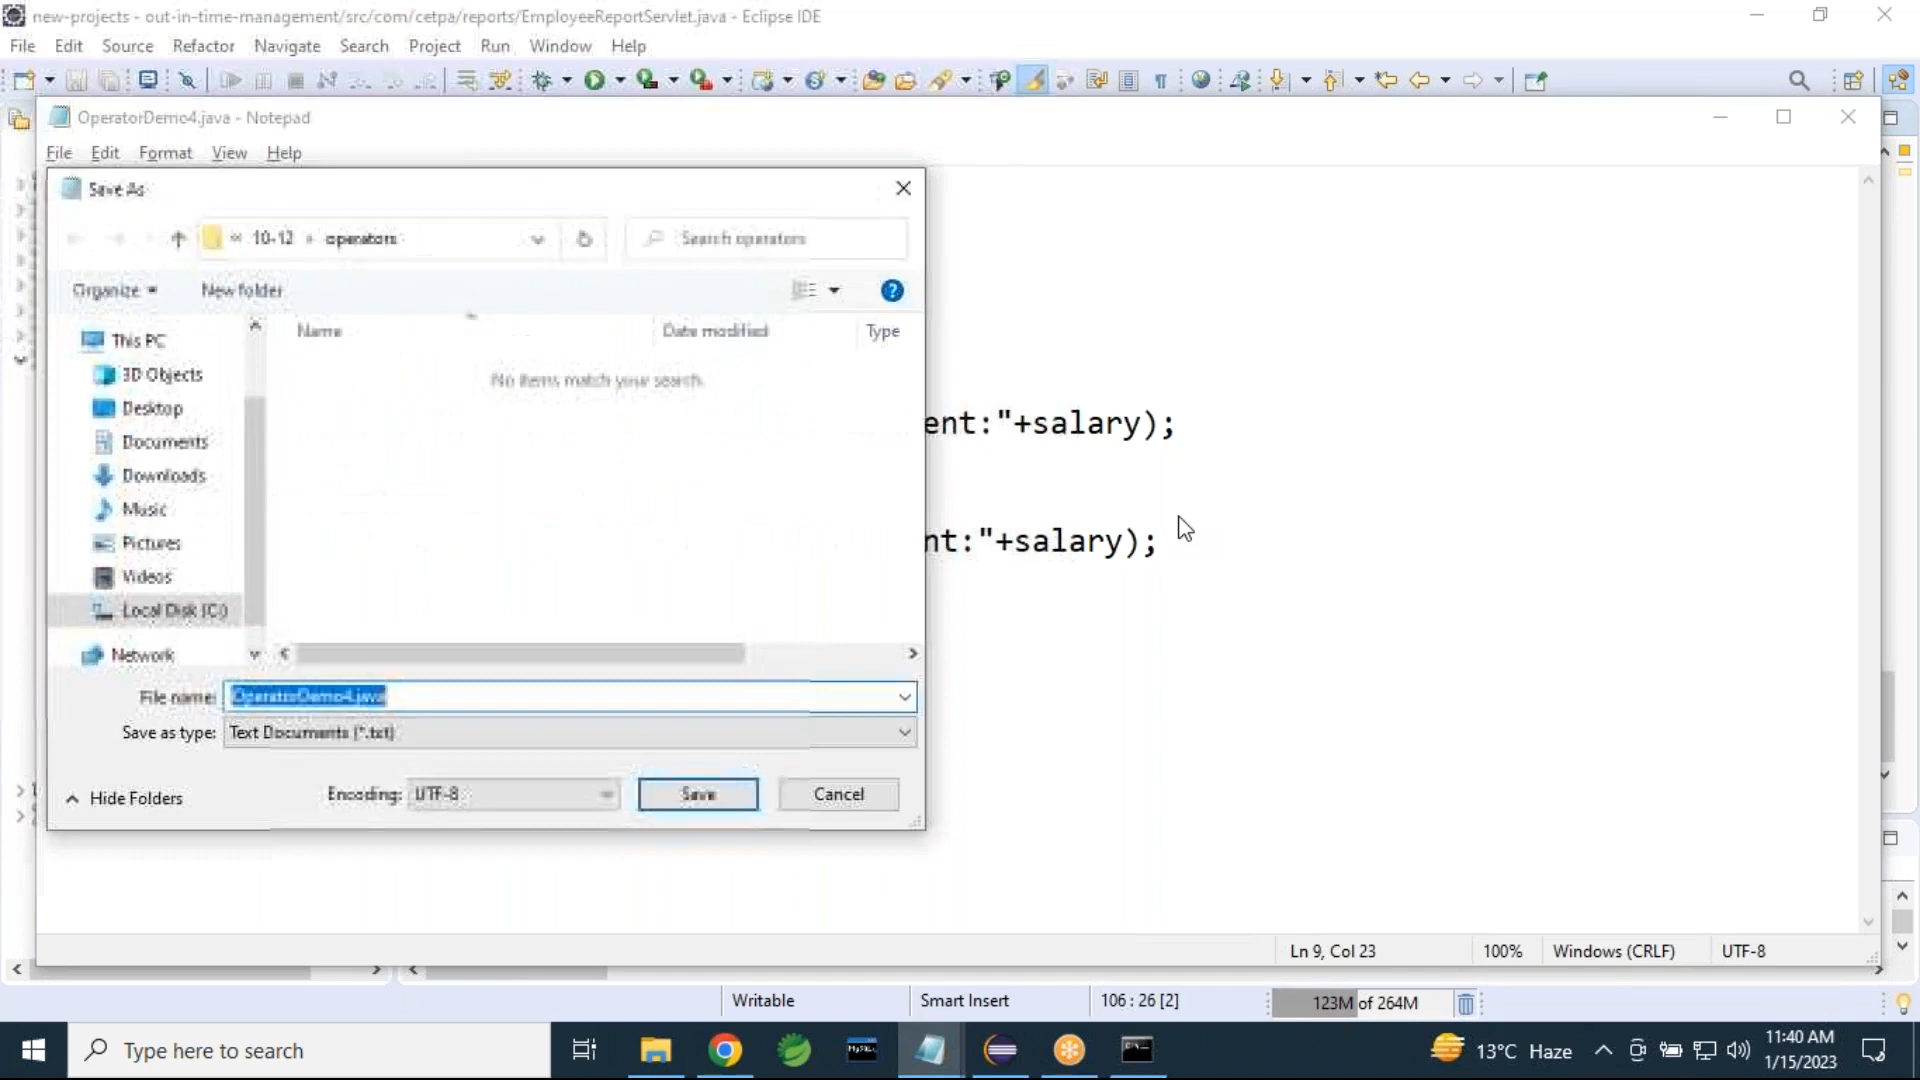 new-projects - out-in-time-management/src/com/cetpa/reports/EmployeeReportServlet.java - Eclipse IDE
File Edit Source Refactor Navigate Search Project Run Window Help
OperatorDemo4.java - Notepad
File Edit Format View Help
Save As
« 10-12 › operators
Search operators
Organize
New folder
Name Date modified Type
This PC
No items match your search.
3D Objects
Desktop
ent:"+salary);
Documents
Downloads
Music
Pictures
nt:"+salary);
Videos
Local Disk (C:)
Network
File name: OperatorDemo4.java
Save as type: Text Documents (*.txt)
Hide Folders
Encoding: UTF-8
Save
Cancel
Ln 9, Col 23 100% Windows (CRLF) UTF-8
Writable Smart Insert 106 : 26 [2] 123M of 264M
Type here to search
13°C Haze
11:40 AM
1/15/2023